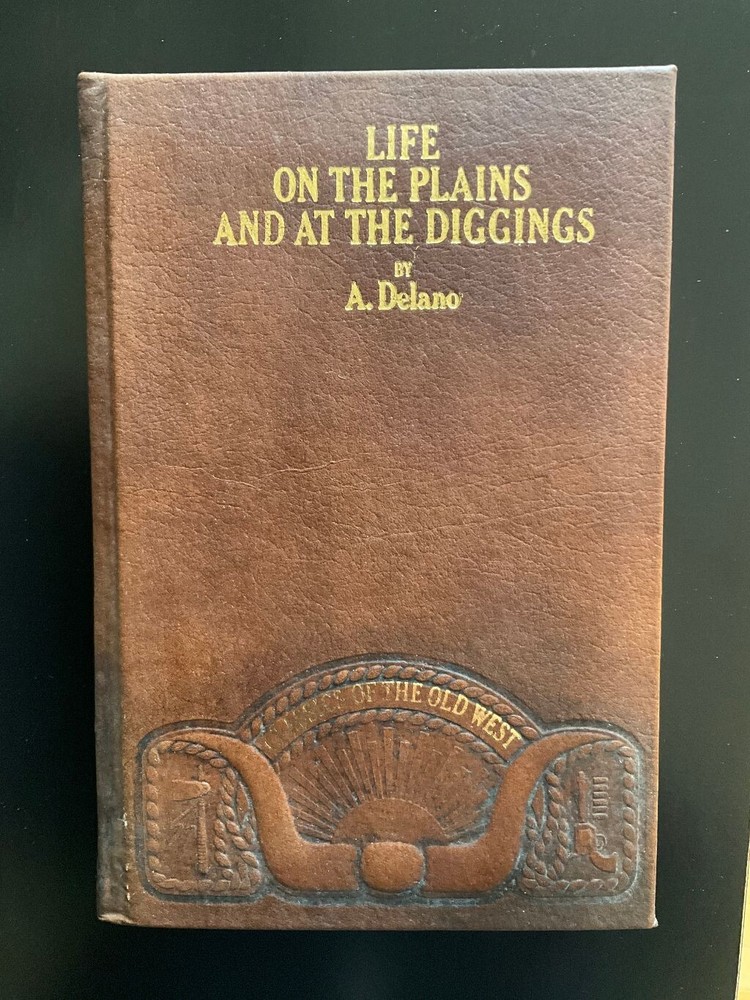 LIFE
ON THE PLAINS
AND AT THE DIGGINGS
BY
A. Delano
OF THE OLD WEST